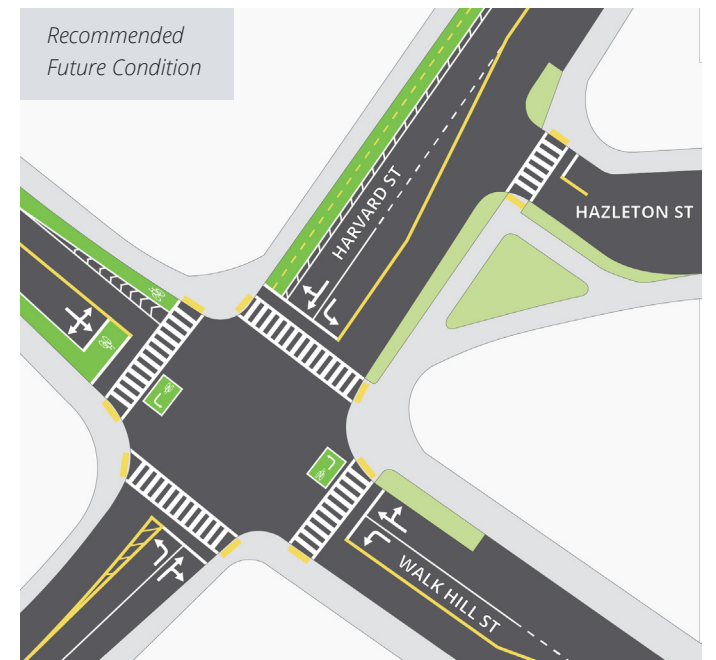 Recommended
Future Condition
HARVARD ST
HAZLETON ST
WALK HILL ST